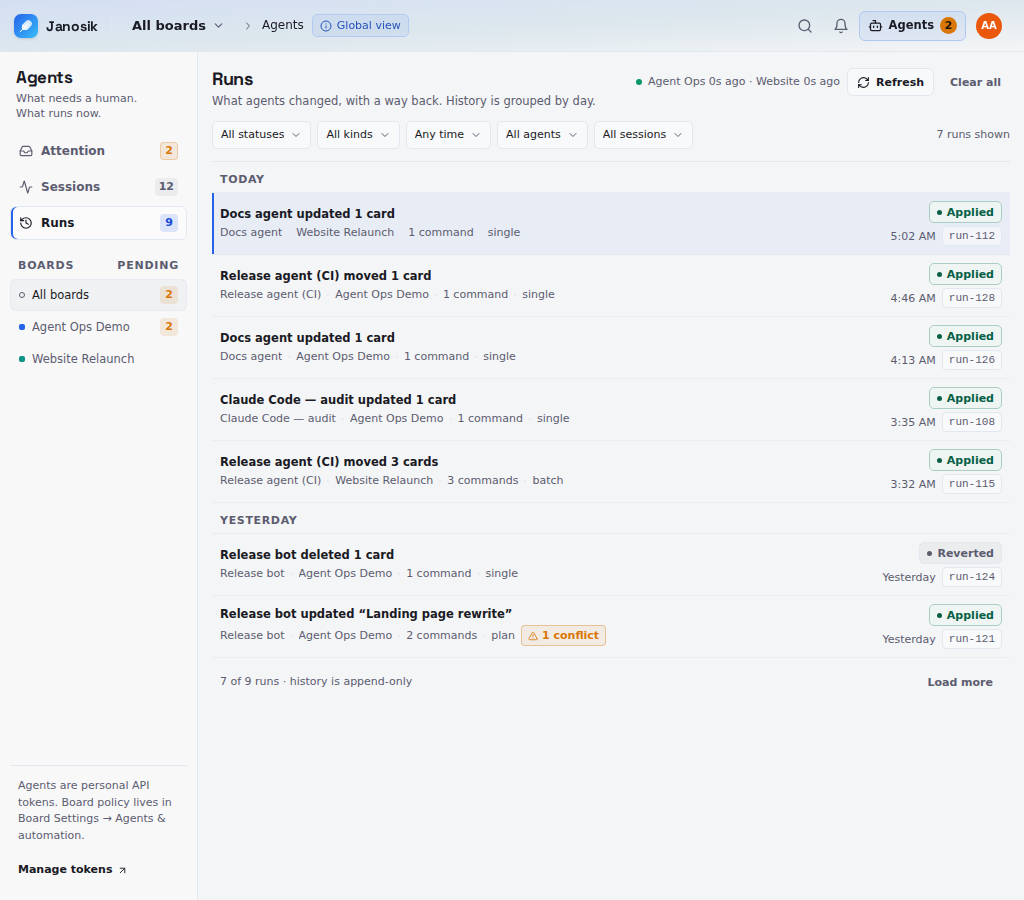 Janosik
All boards
Agents
Global view
Agents 2
AA
Agents
What needs a human.
What runs now.
Attention 2
Sessions 12
Runs 9
BOARDS PENDING
All boards 2
Agent Ops Demo 2
Website Relaunch
Agents are personal API
tokens. Board policy lives in
Board Settings → Agents &
automation.
Manage tokens
Runs
What agents changed, with a way back. History is grouped by day.
Agent Ops 0s ago · Website 0s ago
Refresh
Clear all
All statuses
All kinds
Any time
All agents
All sessions
7 runs shown
TODAY
Docs agent updated 1 card
Docs agent Website Relaunch 1 command single
Applied
5:02 AM run-112
Release agent (CI) moved 1 card
Release agent (CI) · Agent Ops Demo · 1 command · single
Applied
4:46 AM run-128
Docs agent updated 1 card
Docs agent · Agent Ops Demo · 1 command · single
Applied
4:13 AM run-126
Claude Code — audit updated 1 card
Claude Code — audit · Agent Ops Demo · 1 command · single
Applied
3:35 AM run-108
Release agent (CI) moved 3 cards
Release agent (CI) · Website Relaunch · 3 commands · batch
Applied
3:32 AM run-115
YESTERDAY
Release bot deleted 1 card
Release bot · Agent Ops Demo · 1 command · single
Reverted
Yesterday run-124
Release bot updated “Landing page rewrite”
Release bot · Agent Ops Demo · 2 commands · plan 1 conflict
Applied
Yesterday run-121
7 of 9 runs · history is append-only
Load more